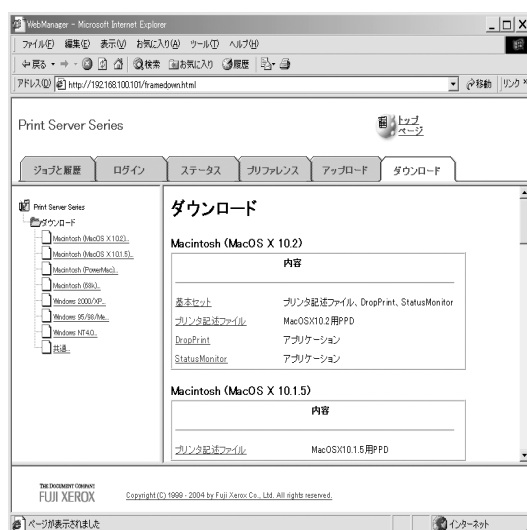 WebManager - Microsoft Internet Explorer
ファイル(F) 編集(E) 表示(V) お気に入り(A) ツール(T) ヘルプ(H)
戻る 検索 お気に入り 履歴
アドレス(D) http://192.168.100.101/framedown.html 移動 リンク
Print Server Series
トップ
ページ
ジョブと履歴 ログイン ステータス プリファレンス アップロード ダウンロード
Print Server Series
ダウンロード
Macintosh (MacOS X 10.2)...
Macintosh (MacOS X 10.1.5)...
Macintosh (PowerMac)...
Macintosh (68k)...
Windows 2000/XP...
Windows 95/98/Me...
Windows NT4.0...
共通...
ダウンロード
Macintosh (MacOS X 10.2)
内容
基本セット プリンタ記述ファイル、DropPrint、StatusMonitor
プリンタ記述ファイル MacOSX10.2用PPD
DropPrint アプリケーション
StatusMonitor アプリケーション
Macintosh (MacOS X 10.1.5)
内容
プリンタ記述ファイル MacOSX10.1.5用PPD
THE DOCUMENT COMPANY
FUJI XEROX
Copyright (C) 1999 - 2004 by Fuji Xerox Co., Ltd. All rights reserved.
ページが表示されました インターネット